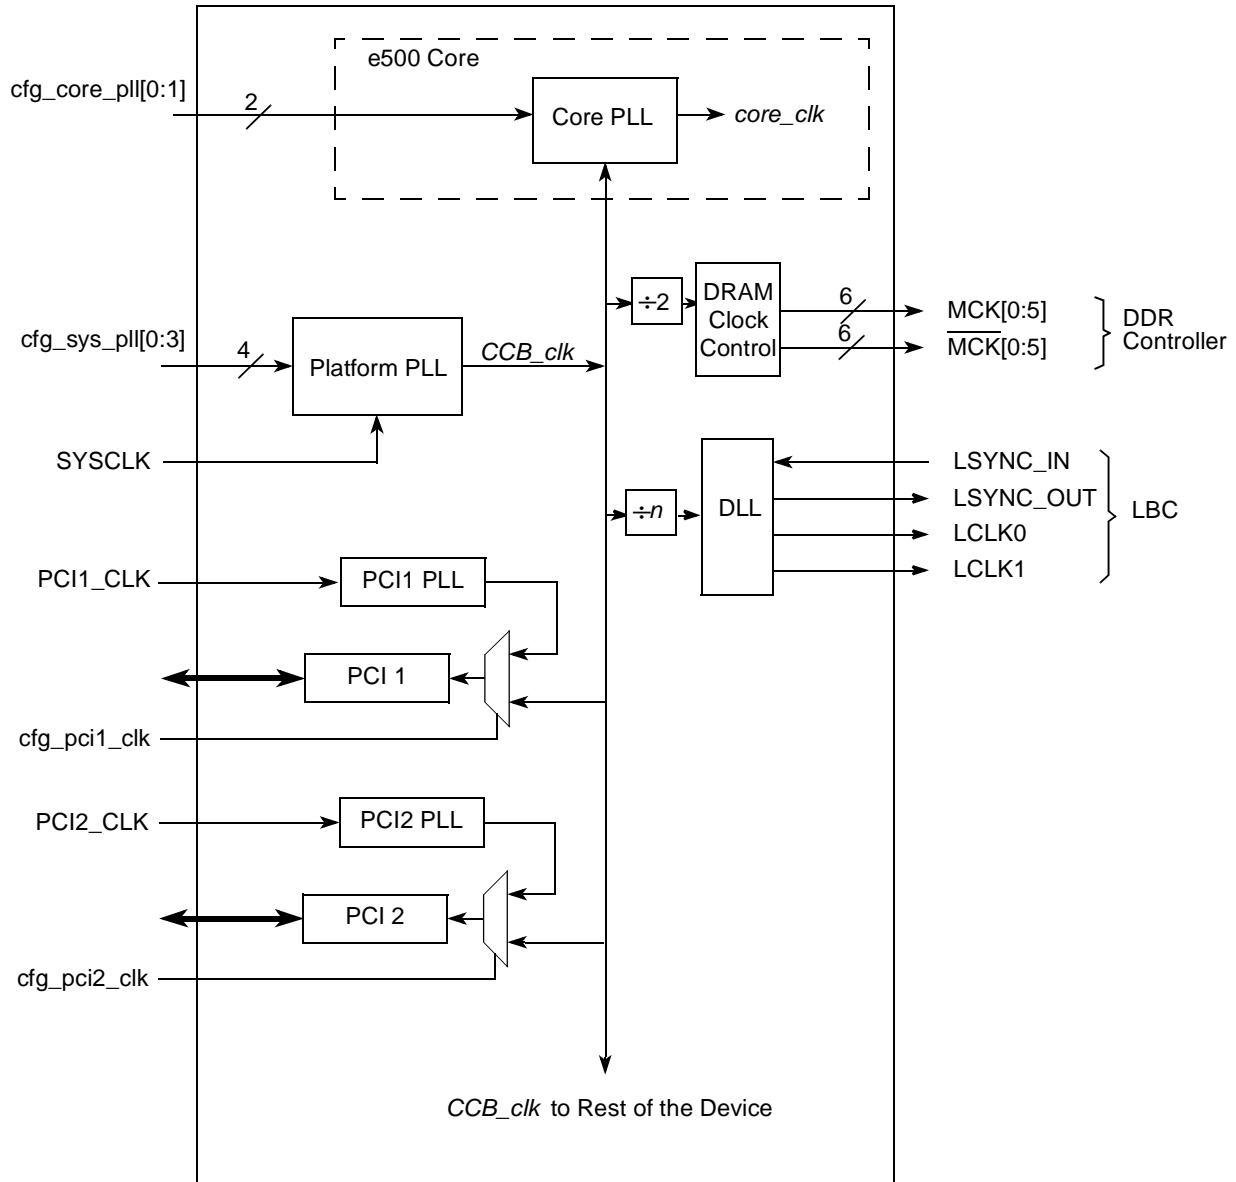 e500 Core
cfg_core_pll[0:1]
2
Core PLL
core_clk
÷2
DRAM
Clock
Control
6
6
MCK[0:5]
MCK[0:5]
DDR
Controller
cfg_sys_pll[0:3]
4
Platform PLL
CCB_clk
SYSCLK
÷n
DLL
LSYNC_IN
LSYNC_OUT
LCLK0
LCLK1
LBC
PCI1_CLK
PCI1 PLL
PCI 1
cfg_pci1_clk
PCI2_CLK
PCI2 PLL
PCI 2
cfg_pci2_clk
CCB_clk to Rest of the Device